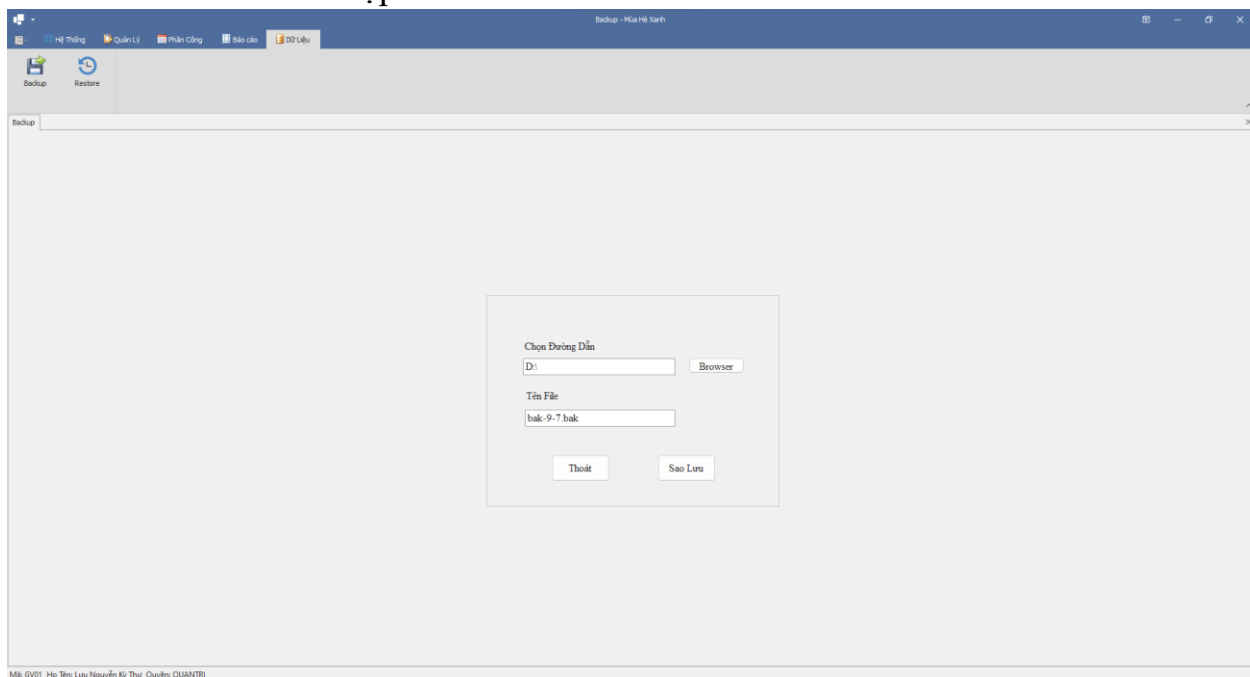 Backup - Mùa Hè Xanh
Hệ Thống Quản Lý Phân Công Báo cáo Dữ Liệu
Backup Restore
Backup
Chọn Đường Dẫn
D:\ Browser
Tên File
bak-9-7.bak
Thoát Sao Lưu
Mã: GV01 Họ Tên: Lưu Nguyễn Kỳ Thư Quyền: QUANTRI